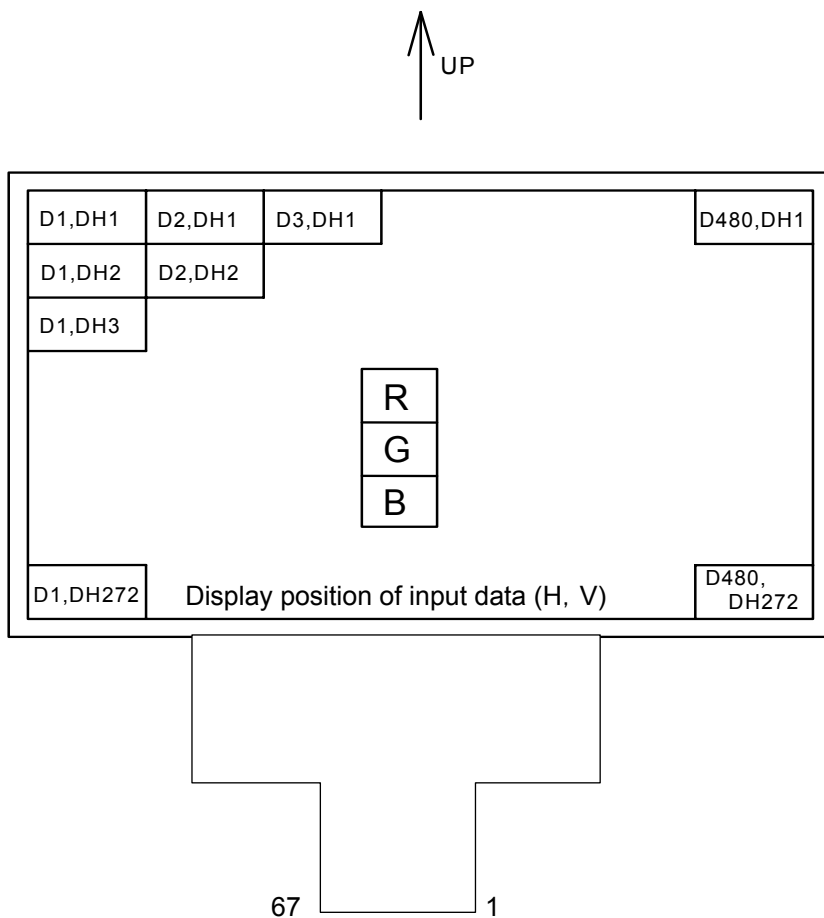 UP
D1,DH1 D2,DH1 D3,DH1 D480,DH1
D1,DH2 D2,DH2
D1,DH3
R
G
B
D1,DH272 Display position of input data (H, V) D480,
DH272
67 1